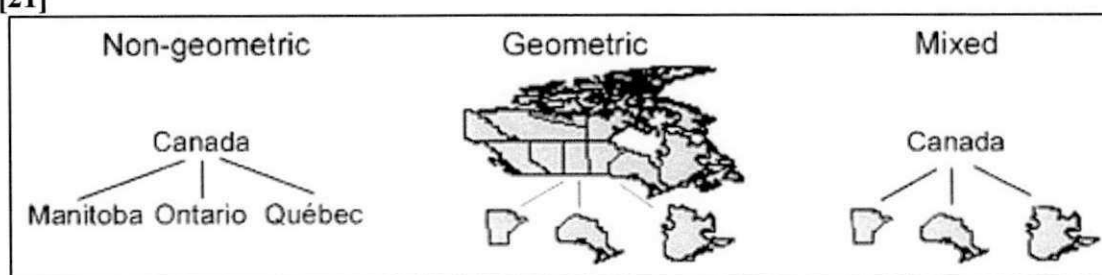 [21]
Non-geometric Geometric Mixed
Canada Canada
Manitoba Ontario Québec